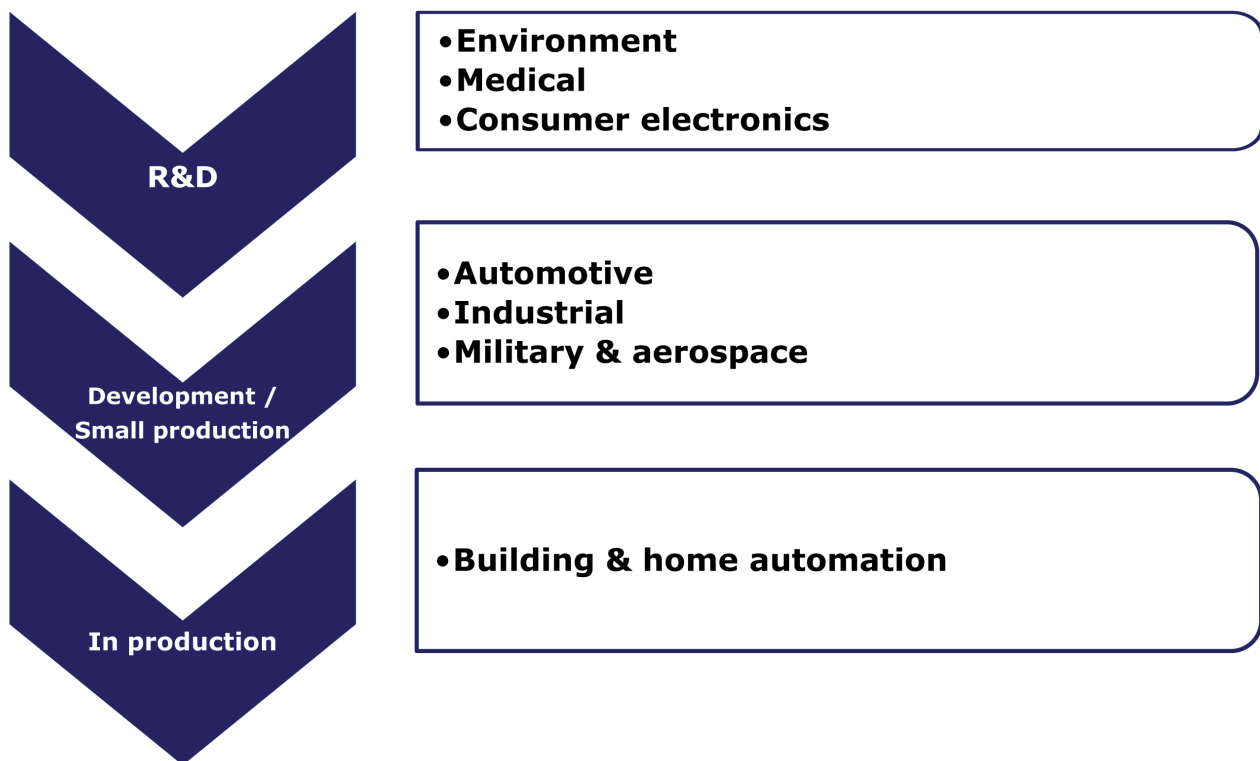 •Environment
•Medical
•Consumer electronics
R&D
•Automotive
•Industrial
•Military & aerospace
Development /
Small production
•Building & home automation
In production